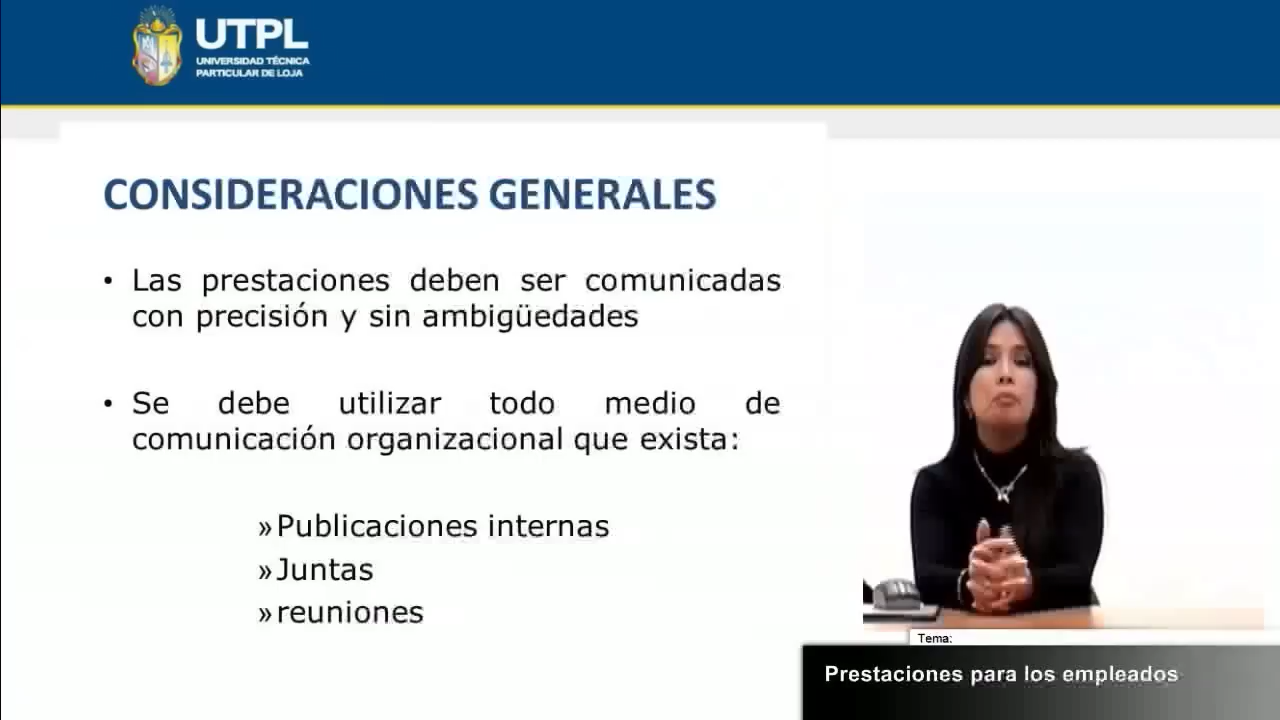 UTPL
UNIVERSIDAD TÉCNICA
PARTICULAR DE LOJA
CONSIDERACIONES GENERALES
• Las prestaciones deben ser comunicadas
con precisión y sin ambigüedades
• Se debe utilizar todo medio de
comunicación organizacional que exista:
»Publicaciones internas
»Juntas
»reuniones
Tema:
Prestaciones para los empleados